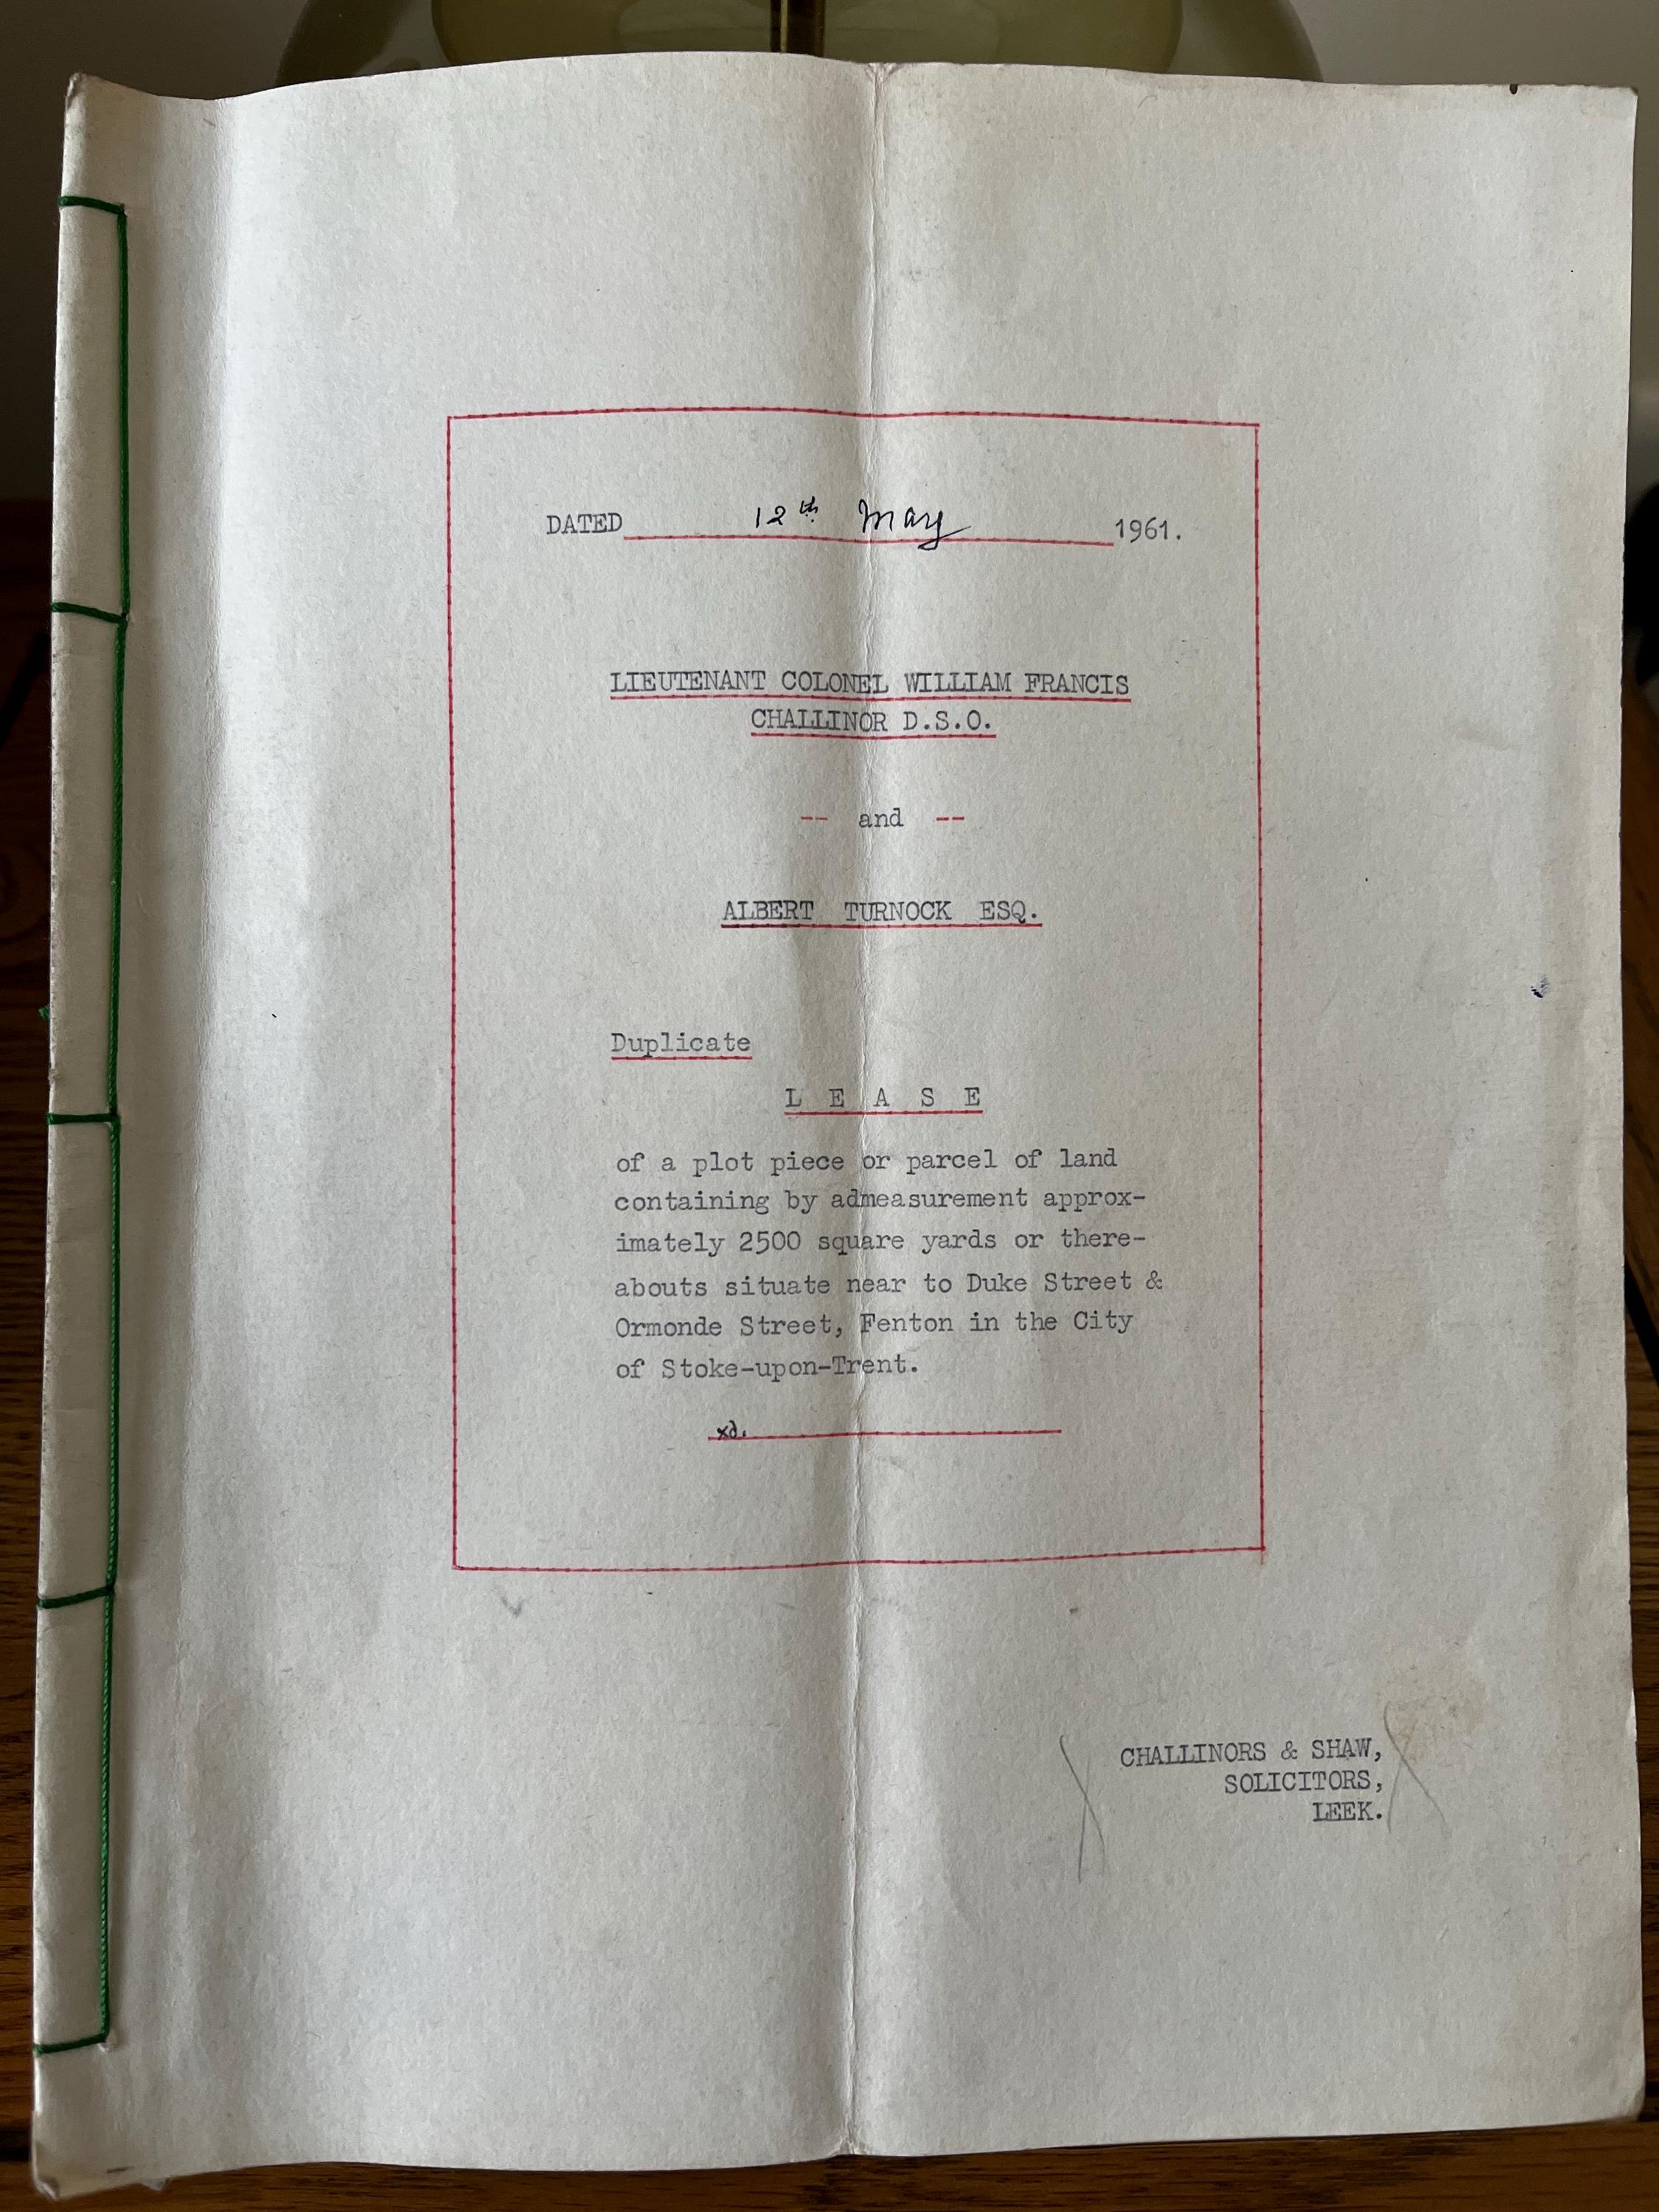 DATED 12th May 1961.
LIEUTENANT COLONEL WILLIAM FRANCIS
CHALLINOR D.S.O.
-- and --
ALBERT TURNOCK ESQ.
Duplicate
L E A S E
of a plot piece or parcel of land
containing by admeasurement approx-
imately 2500 square yards or there-
abouts situate near to Duke Street &
Ormonde Street, Fenton in the City
of Stoke-upon-Trent.
xd.
CHALLINORS & SHAW,
SOLICITORS,
LEEK.